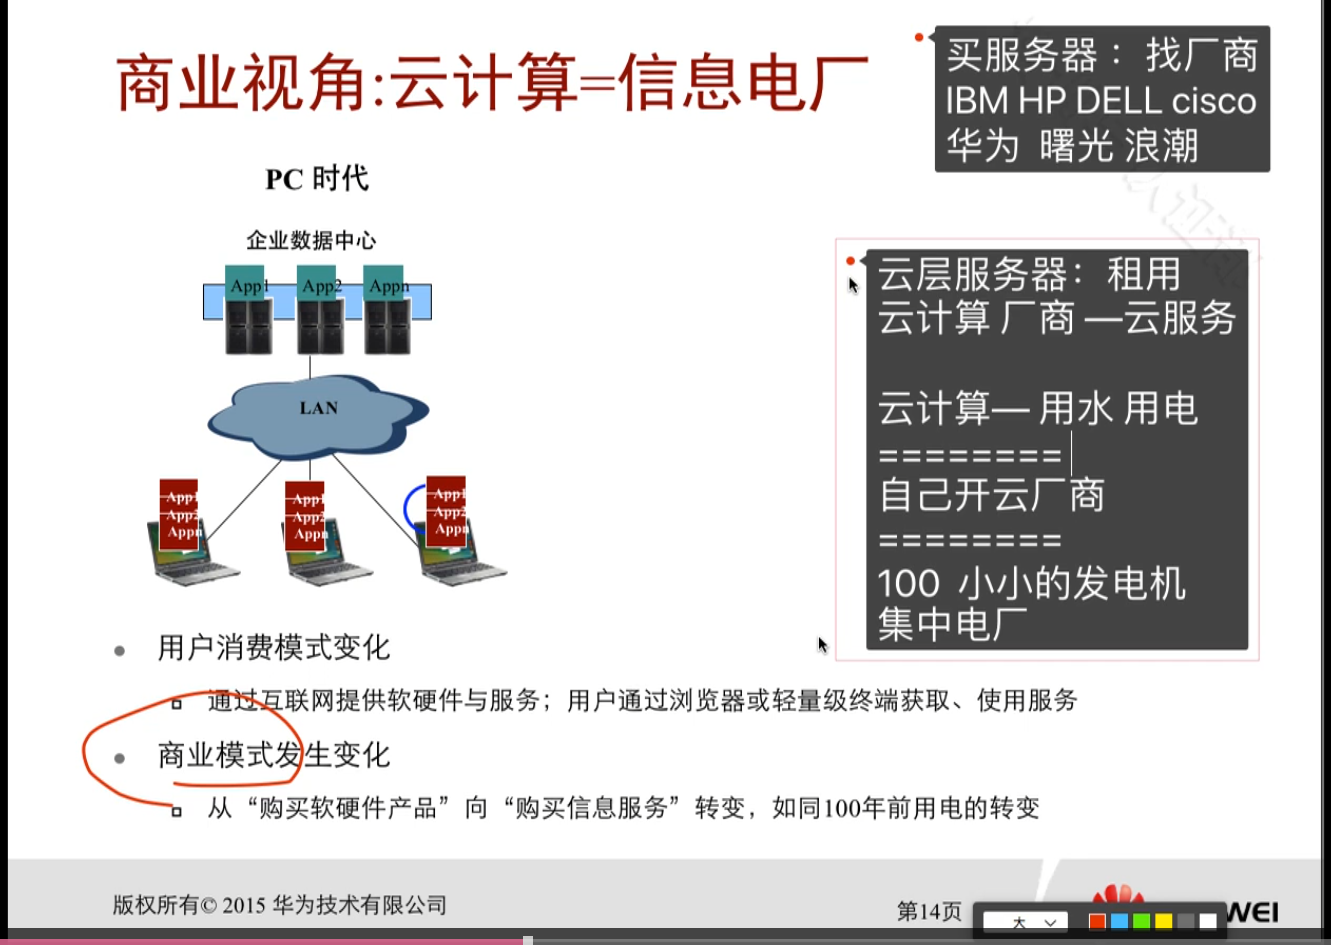 商业视角:云计算=信息电厂
买服务器：找厂商
IBM HP DELL cisco
华为 曙光 浪潮
PC 时代
企业数据中心
App1 App2 Appn
LAN
云层服务器：租用
云计算 厂商 —云服务
云计算— 用水 用电
========
自己开云厂商
========
100 小小的发电机
集中电厂
App1
App2
Appn
App1
App2
Appn
App1
App2
Appn
用户消费模式变化
通过互联网提供软硬件与服务；用户通过浏览器或轻量级终端获取、使用服务
商业模式发生变化
从“购买软硬件产品”向“购买信息服务”转变，如同100年前用电的转变
版权所有© 2015 华为技术有限公司
第14页
大
WEI